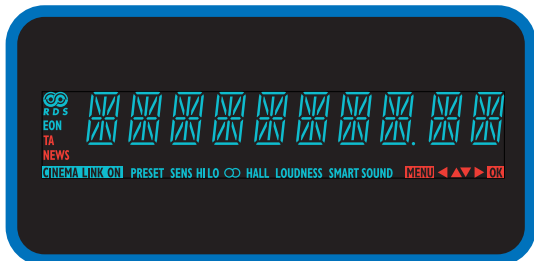 RDS
EON
TA
NEWS
CINEMA LINK ON PRESET SENS HI LO HALL LOUDNESS SMART SOUND MENU ◀ ▲▼ ▶ OK